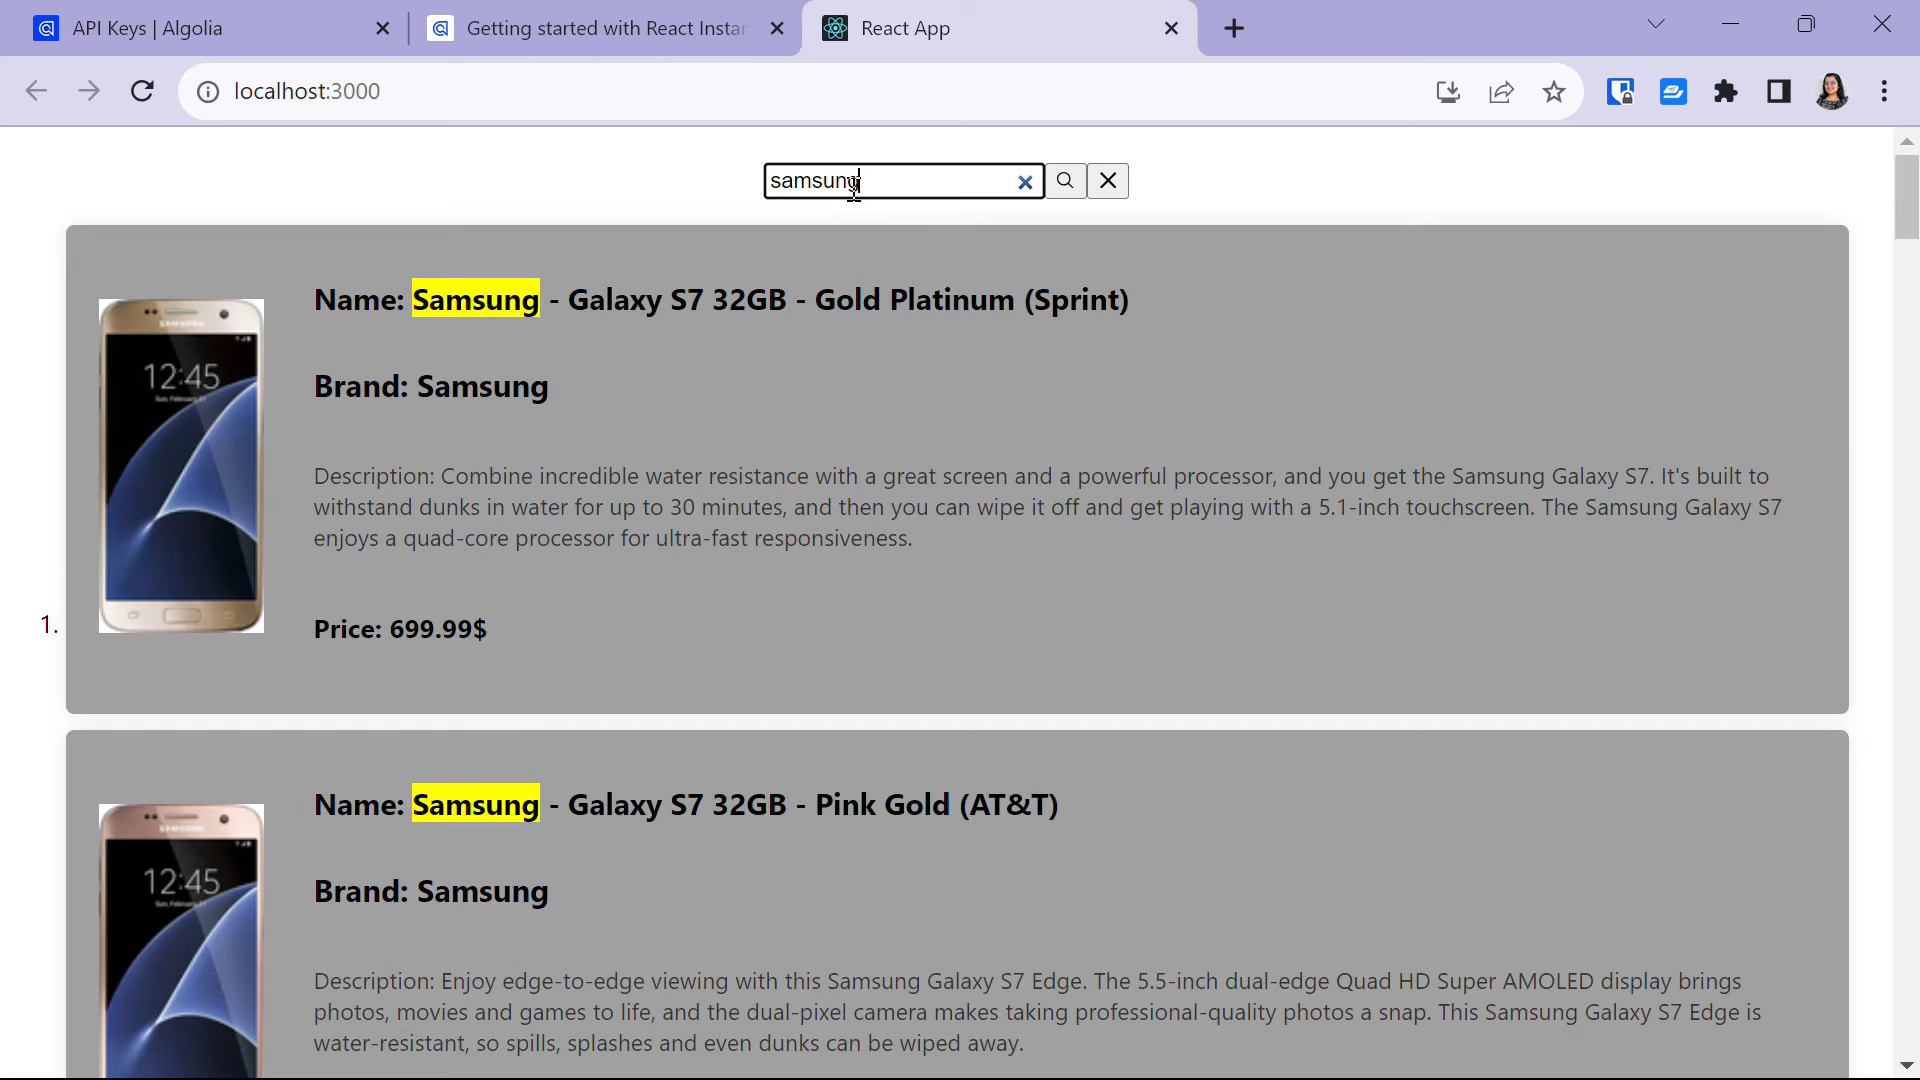 API Keys | Algolia
Getting started with React Instan
React App
localhost:3000
samsung
Name: Samsung - Galaxy S7 32GB - Gold Platinum (Sprint)
SAMSUNG
12:45
Brand: Samsung
Description: Combine incredible water resistance with a great screen and a powerful processor, and you get the Samsung Galaxy S7. It's built to
withstand dunks in water for up to 30 minutes, and then you can wipe it off and get playing with a 5.1-inch touchscreen. The Samsung Galaxy S7
enjoys a quad-core processor for ultra-fast responsiveness.
1.
Price: 699.99$
Name: Samsung - Galaxy S7 32GB - Pink Gold (AT&T)
SAMSUNG
12:45
Brand: Samsung
Description: Enjoy edge-to-edge viewing with this Samsung Galaxy S7 Edge. The 5.5-inch dual-edge Quad HD Super AMOLED display brings
photos, movies and games to life, and the dual-pixel camera makes taking professional-quality photos a snap. This Samsung Galaxy S7 Edge is
water-resistant, so spills, splashes and even dunks can be wiped away.